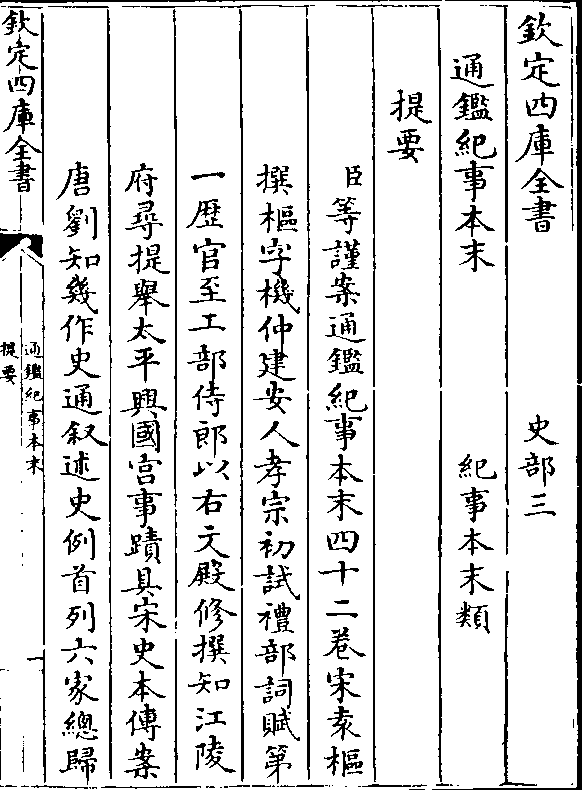 欽定四庫全書　史部三
通鑑紀事本末　紀事本末類
提要
臣等謹案通鑑紀事本末四十二卷宋袁樞
撰樞字機仲建安人孝宗初試禮部詞賦第
一歴官至工部侍郎以右文殿修撰知江陵
府尋提舉太平興國宫事蹟具宋史本傳案
唐劉知幾作史通叙述史例首列六家總歸
欽定四庫全書
通鑑紀事本末
提要
一